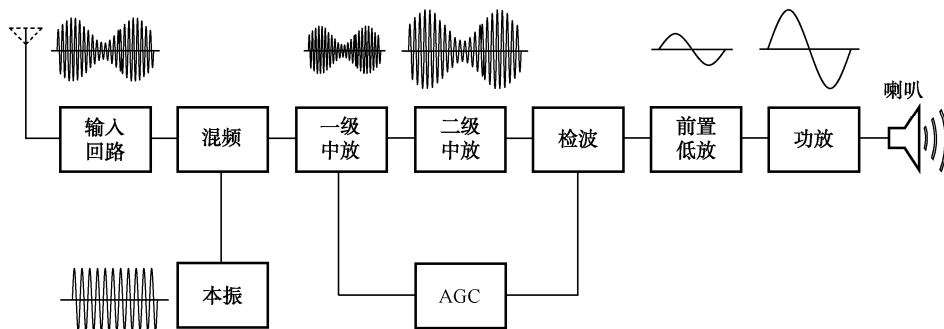 喇叭
输入
回路
混频
一级
中放
二级
中放
检波
前置
低放
功放
本振
AGC